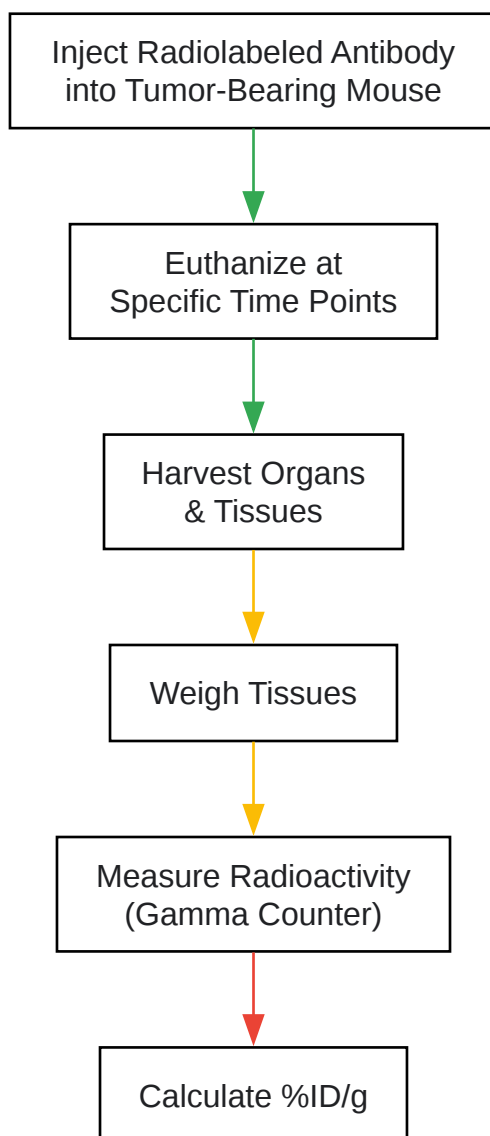 Inject Radiolabeled Antibody
into Tumor-Bearing Mouse
Euthanize at
Specific Time Points
Harvest Organs
& Tissues
Weigh Tissues
Measure Radioactivity
(Gamma Counter)
Calculate %ID/g